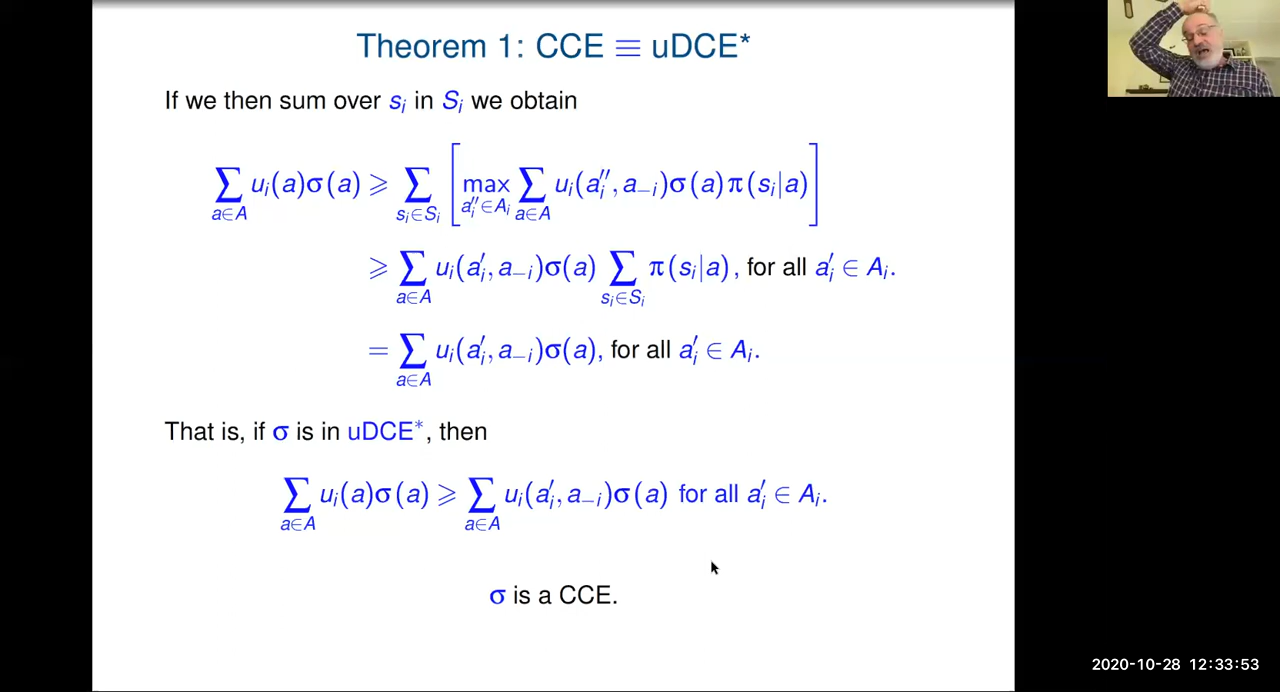 Theorem 1: CCE ≡ uDCE*
If we then sum over sᵢ in Sᵢ we obtain
∑_{a∈A} uᵢ(a)σ(a) ⩾ ∑_{sᵢ∈Sᵢ} [ max_{a″ᵢ∈Aᵢ} ∑_{a∈A} uᵢ(a″ᵢ, a₋ᵢ)σ(a)π(sᵢ|a) ]
⩾ ∑_{a∈A} uᵢ(a′ᵢ, a₋ᵢ)σ(a) ∑_{sᵢ∈Sᵢ} π(sᵢ|a), for all a′ᵢ ∈ Aᵢ.
= ∑_{a∈A} uᵢ(a′ᵢ, a₋ᵢ)σ(a), for all a′ᵢ ∈ Aᵢ.
That is, if σ is in uDCE*, then
∑_{a∈A} uᵢ(a)σ(a) ⩾ ∑_{a∈A} uᵢ(a′ᵢ, a₋ᵢ)σ(a) for all a′ᵢ ∈ Aᵢ.
σ is a CCE.
2020-10-28 12:33:53